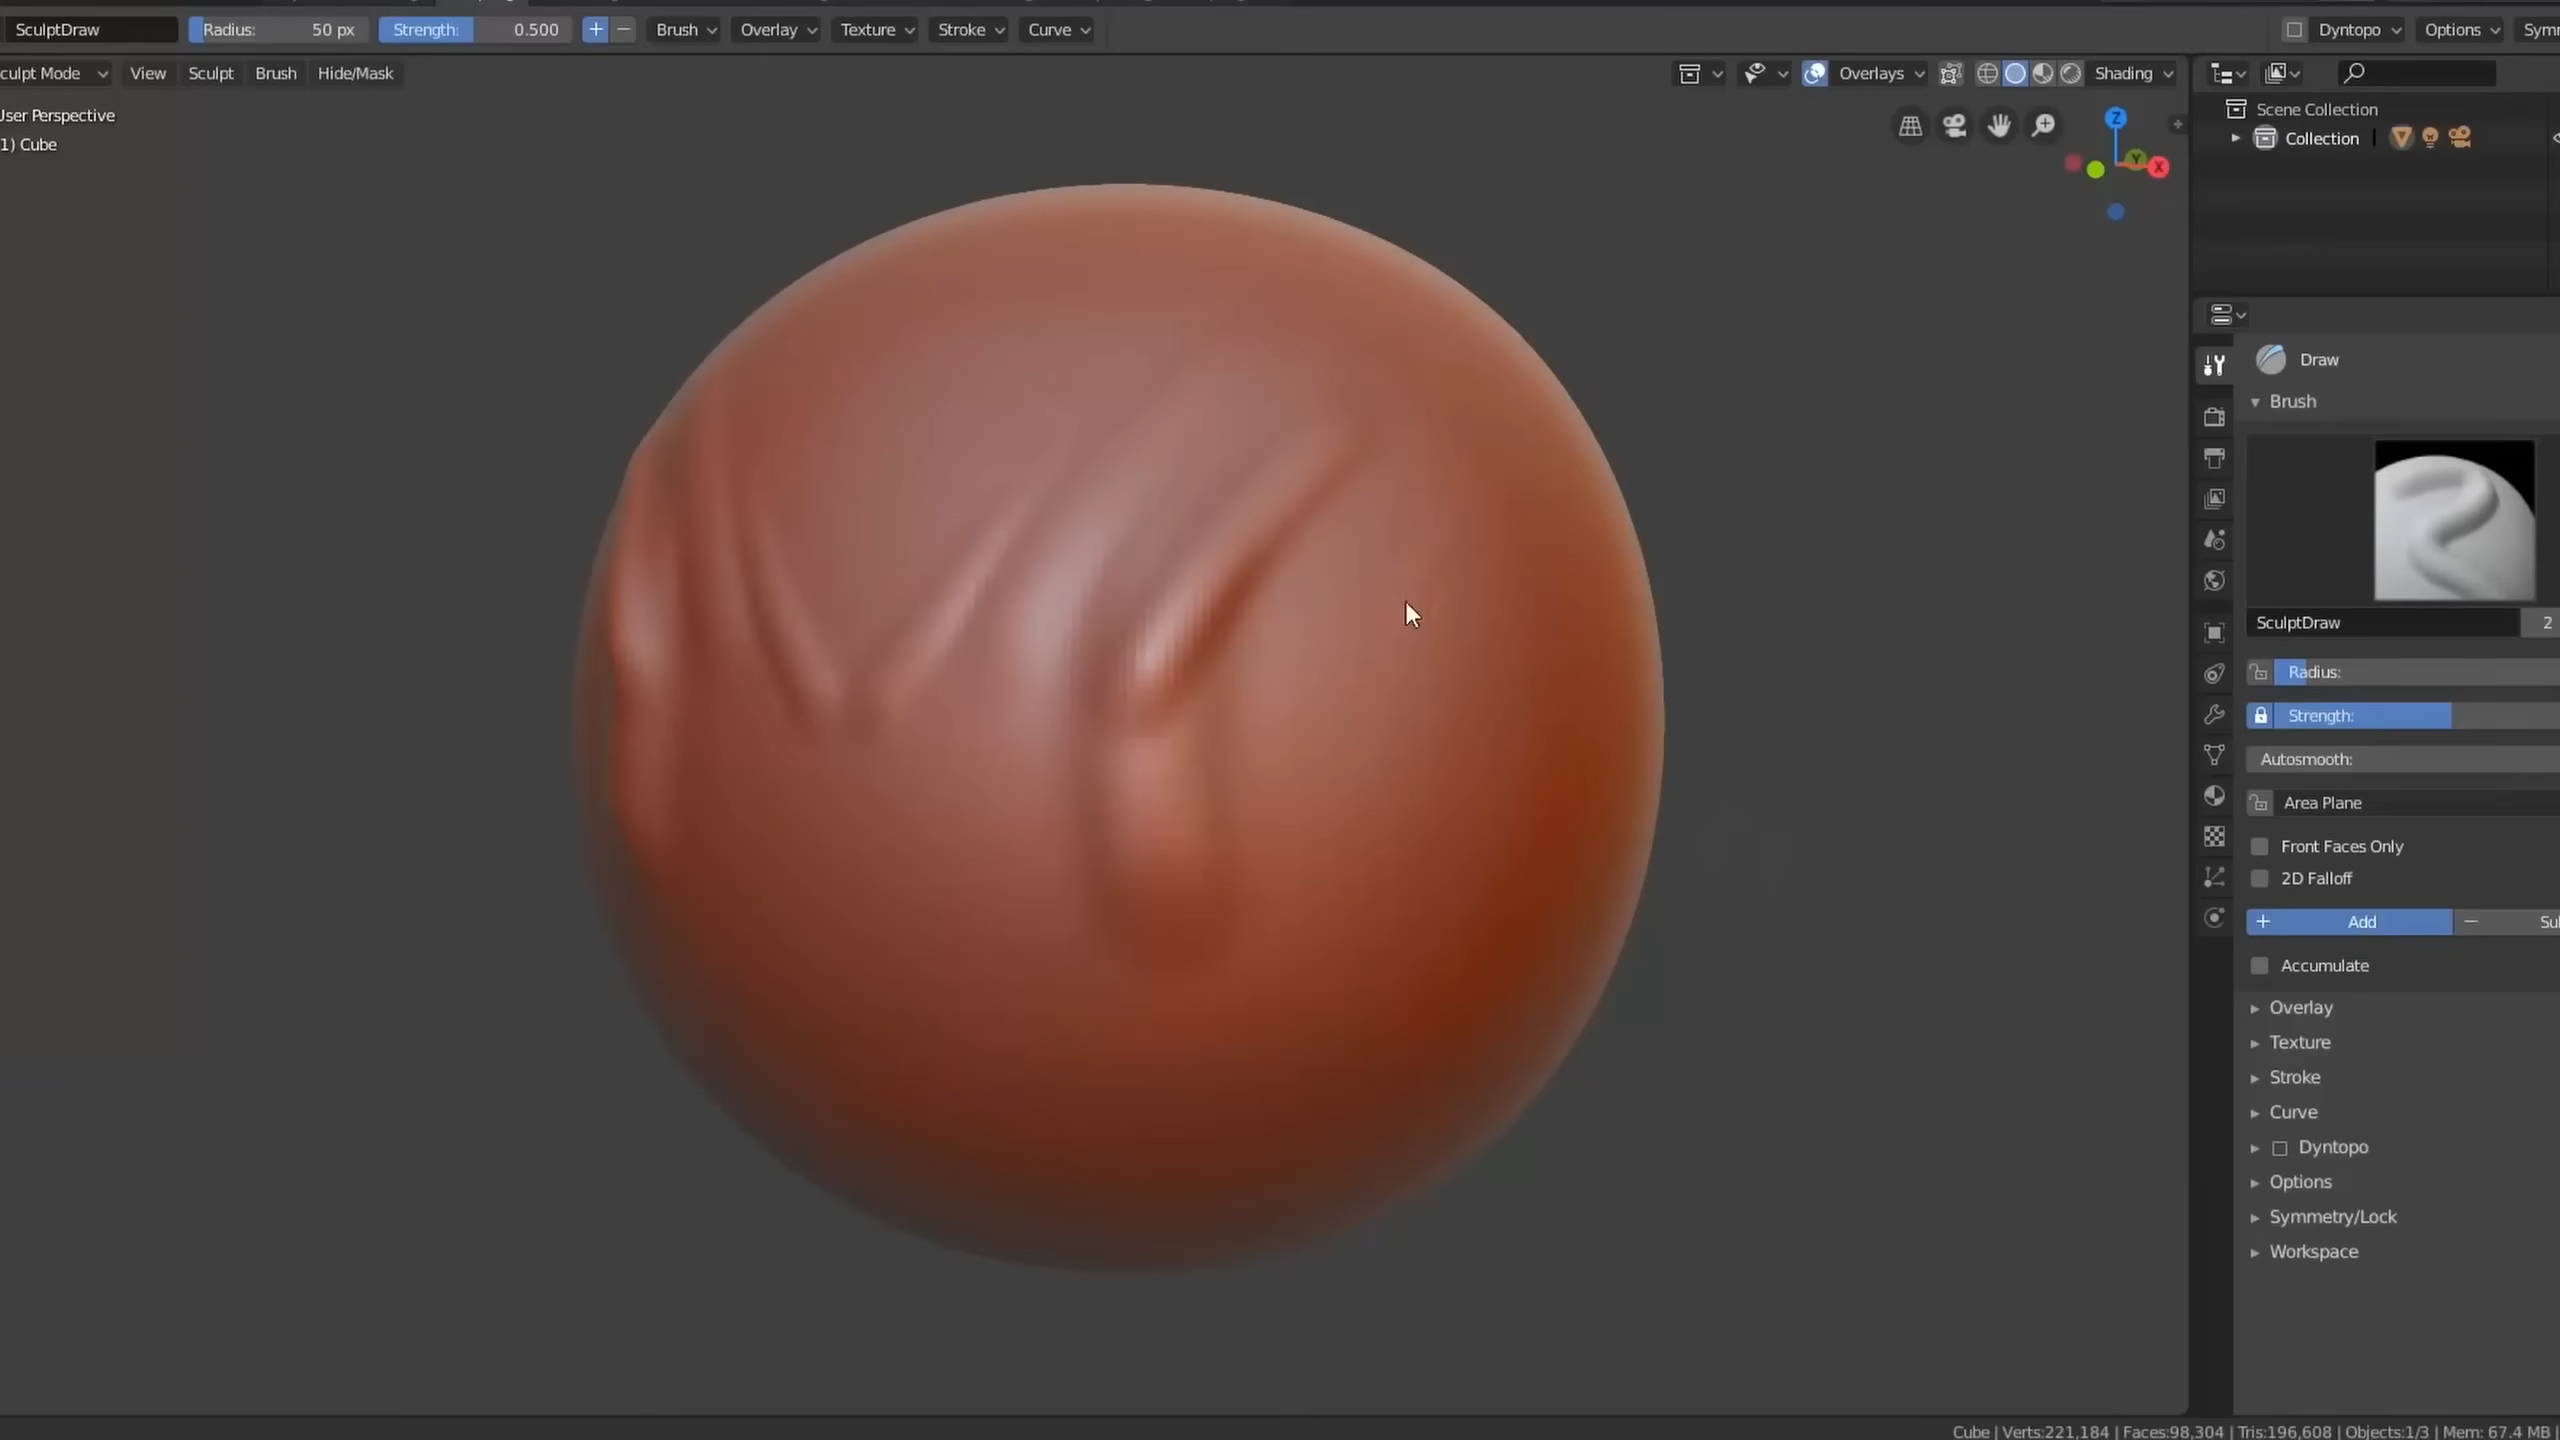 SculptDraw Radius: 50 px Strength: 0.500 + − Brush Overlay Texture Stroke Curve Dyntopo Options Symm
culpt Mode View Sculpt Brush Hide/Mask Overlays Shading
User Perspective
1) Cube
Z
Y
X
Scene Collection
Collection
Draw
Brush
SculptDraw 2
Radius:
Strength:
Autosmooth:
Area Plane
Front Faces Only
2D Falloff
+ Add − Su
Accumulate
Overlay
Texture
Stroke
Curve
Dyntopo
Options
Symmetry/Lock
Workspace
Cube | Verts:221,184 | Faces:98,304 | Tris:196,608 | Objects:1/3 | Mem: 67.4 MB |